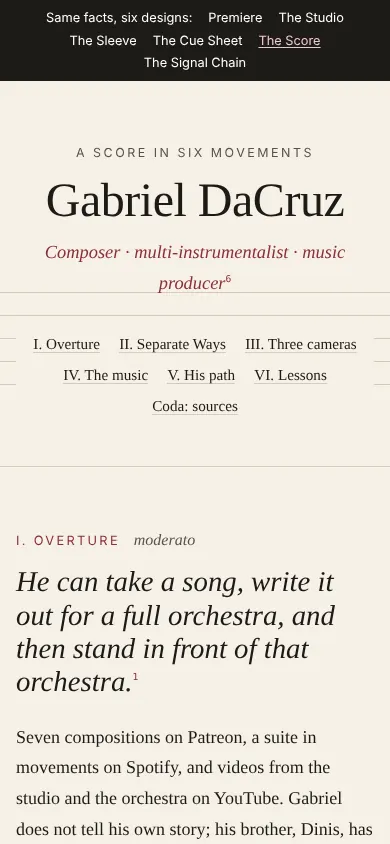 Same facts, six designs: Premiere The Studio
The Sleeve The Cue Sheet The Score
The Signal Chain
A SCORE IN SIX MOVEMENTS
Gabriel DaCruz
Composer · multi-instrumentalist · music
producer⁶
I. Overture II. Separate Ways III. Three cameras
IV. The music V. His path VI. Lessons
Coda: sources
I. OVERTURE moderato
He can take a song, write it
out for a full orchestra, and
then stand in front of that
orchestra.¹
Seven compositions on Patreon, a suite in
movements on Spotify, and videos from the
studio and the orchestra on YouTube. Gabriel
does not tell his own story; his brother, Dinis, has